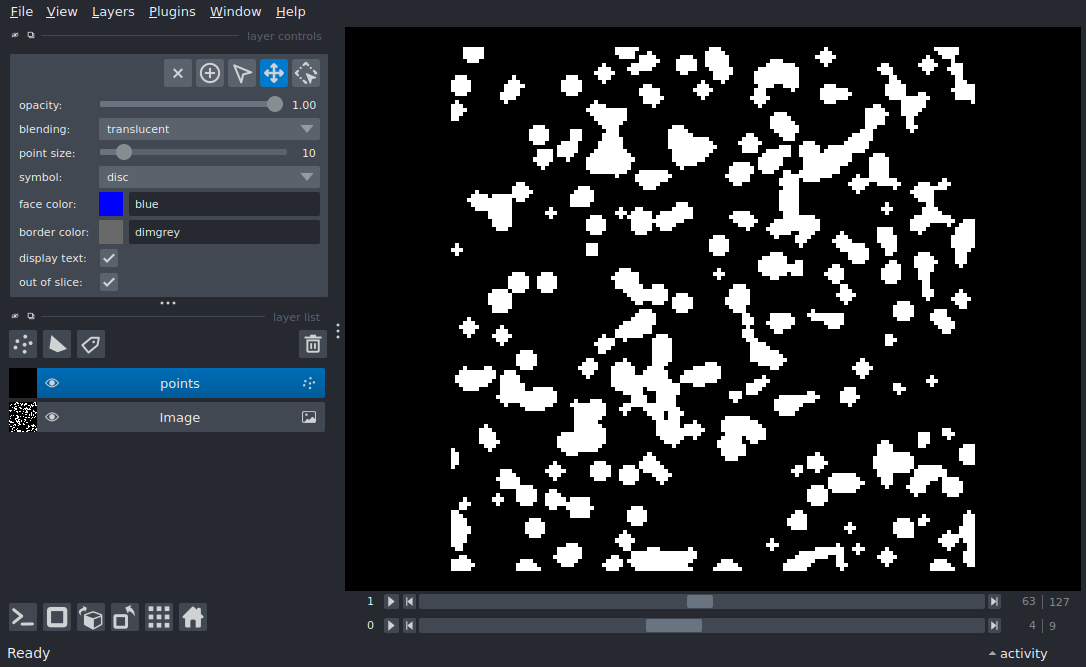 File View Layers Plugins Window Help
layer controls
opacity: 1.00
blending: translucent
point size: 10
symbol: disc
face color: blue
border color: dimgrey
display text:
out of slice:
layer list
points
Image
1 63 127
0 4 9
Ready activity